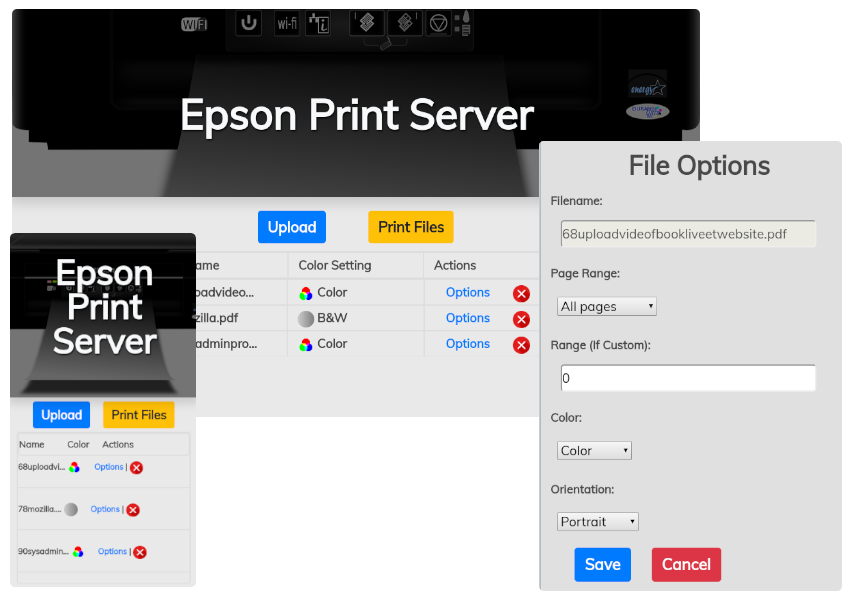 WiFi
wi-fi
energy
Epson Print Server
Upload
Print Files
ame
Color Setting
Actions
oadvideo...
Color
Options
zilla.pdf
B&W
Options
adminpro...
Color
Options
Epson
Print
Server
Upload
Print Files
Name
Color
Actions
68uploadvi...
Options |
78mozilla....
Options |
90sysadmin...
Options |
File Options
Filename:
68uploadvideofbookliveetwebsite.pdf
Page Range:
All pages
Range (If Custom):
0
Color:
Color
Orientation:
Portrait
Save
Cancel